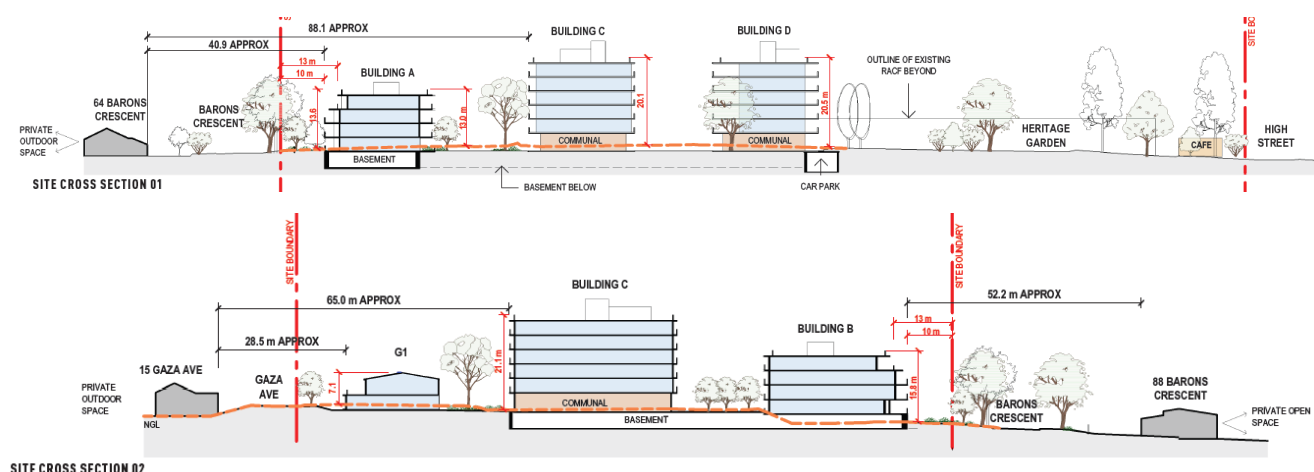 88.1 APPROX
40.9 APPROX
13 m
10 m
BUILDING A
BUILDING C
BUILDING D
OUTLINE OF EXISTING
RACF BEYOND
SITE BC
64 BARONS
CRESCENT
BARONS
CRESCENT
PRIVATE
OUTDOOR
SPACE
13.6
13.0 m
20.1
20.5 m
COMMUNAL
COMMUNAL
HERITAGE
GARDEN
CAFE
HIGH
STREET
BASEMENT
BASEMENT BELOW
CAR PARK
SITE CROSS SECTION 01
SITE BOUNDARY
SITE BOUNDARY
65.0 m APPROX
BUILDING C
52.2 m APPROX
13 m
10 m
28.5 m APPROX
BUILDING B
G1
15 GAZA AVE
GAZA
AVE
PRIVATE
OUTDOOR
SPACE
7.1
21.1 m
15.8 m
COMMUNAL
BASEMENT
BARONS
CRESCENT
88 BARONS
CRESCENT
PRIVATE OPEN
SPACE
NGL
SITE CROSS SECTION 02